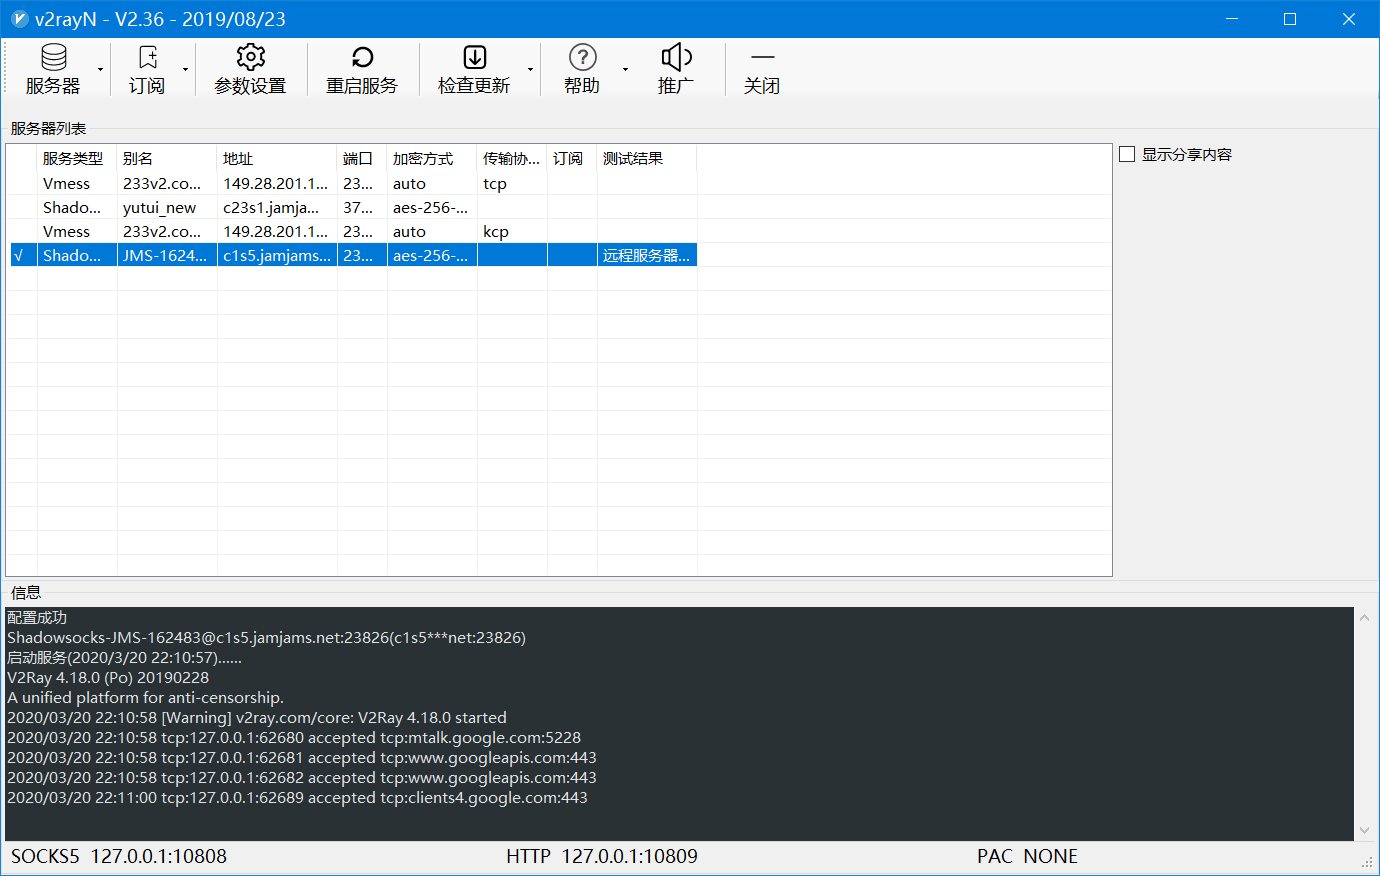 v2rayN - V2.36 - 2019/08/23
服务器 订阅 参数设置 重启服务 检查更新 帮助 推广 关闭
服务器列表
服务类型 别名 地址 端口 加密方式 传输协... 订阅 测试结果
Vmess 233v2.co... 149.28.201.1... 23... auto tcp
Shado... yutui_new c23s1.jamja... 37... aes-256-...
Vmess 233v2.co... 149.28.201.1... 23... auto kcp
√ Shado... JMS-1624... c1s5.jamjams... 23... aes-256-... 远程服务器...
显示分享内容
信息
配置成功
Shadowsocks-JMS-162483@c1s5.jamjams.net:23826(c1s5***net:23826)
启动服务(2020/3/20 22:10:57)......
V2Ray 4.18.0 (Po) 20190228
A unified platform for anti-censorship.
2020/03/20 22:10:58 [Warning] v2ray.com/core: V2Ray 4.18.0 started
2020/03/20 22:10:58 tcp:127.0.0.1:62680 accepted tcp:mtalk.google.com:5228
2020/03/20 22:10:58 tcp:127.0.0.1:62681 accepted tcp:www.googleapis.com:443
2020/03/20 22:10:58 tcp:127.0.0.1:62682 accepted tcp:www.googleapis.com:443
2020/03/20 22:11:00 tcp:127.0.0.1:62689 accepted tcp:clients4.google.com:443
SOCKS5 127.0.0.1:10808 HTTP 127.0.0.1:10809 PAC NONE